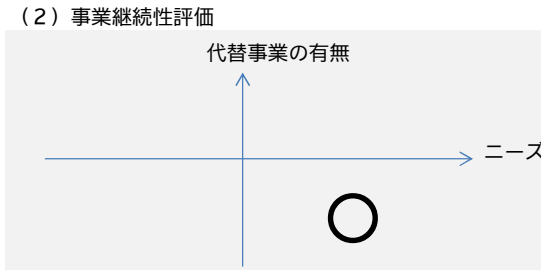 （２）事業継続性評価
代替事業の有無
ニーズ